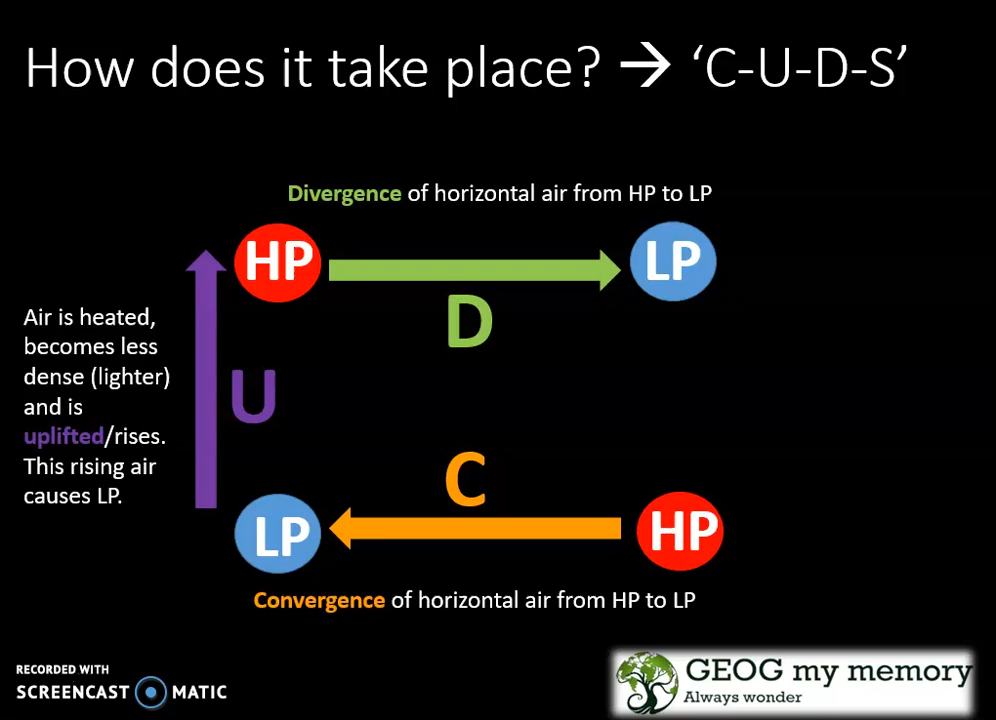 How does it take place? → ‘C-U-D-S’
Divergence of horizontal air from HP to LP
HP
LP
D
Air is heated,
becomes less
dense (lighter)
and is
uplifted/rises.
This rising air
causes LP.
U
C
LP
HP
Convergence of horizontal air from HP to LP
RECORDED WITH
SCREENCAST MATIC
GEOG my memory
Always wonder